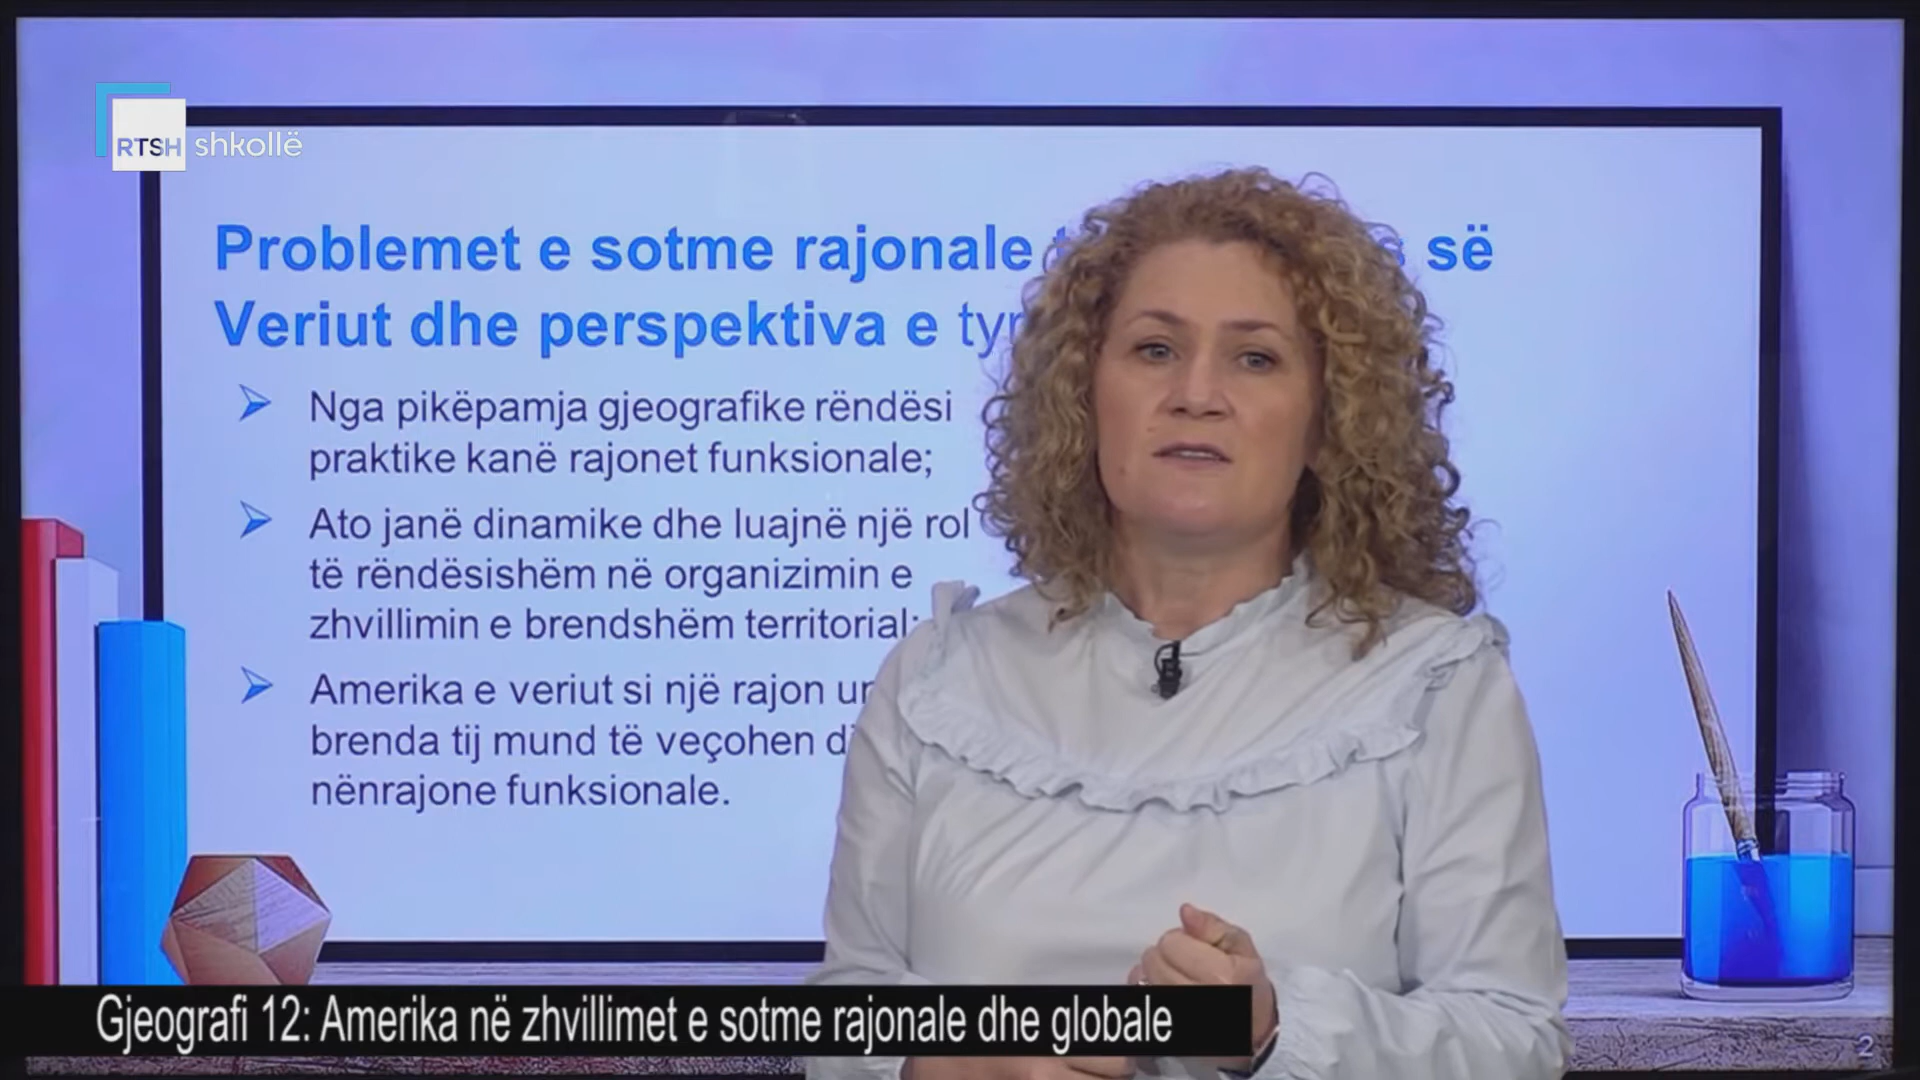 RTSH shkollë
Problemet e sotme rajonale së
Veriut dhe perspektiva e
Nga pikëpamja gjeografike rëndësi
praktike kanë rajonet funksionale;
Ato janë dinamike dhe luajnë një rol
të rëndësishëm në organizimin e
zhvillimin e brendshëm territorial;
Amerika e veriut si një rajon
brenda tij mund të veçohen
nënrajone funksionale.
Gjeografi 12: Amerika në zhvillimet e sotme rajonale dhe globale
2